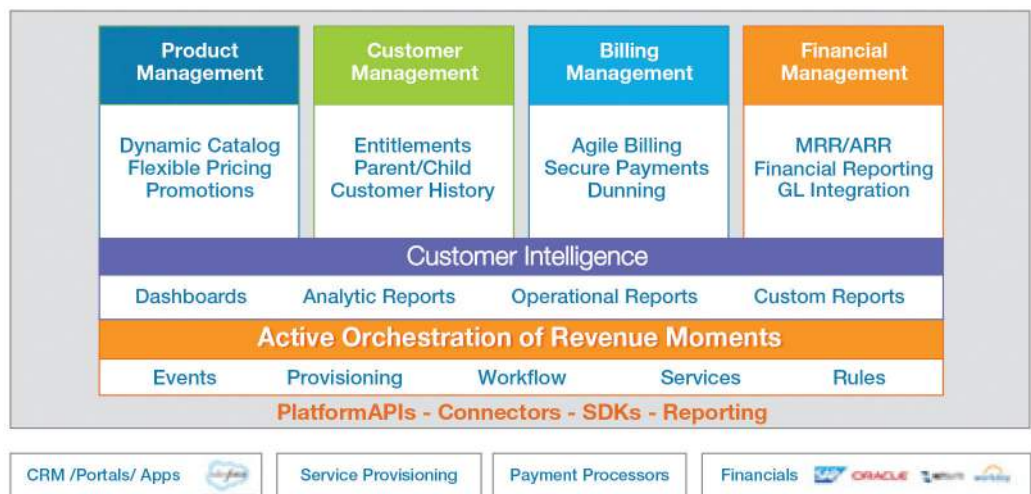 Product Management
Customer Management
Billing Management
Financial Management
Dynamic Catalog
Flexible Pricing
Promotions
Entitlements
Parent/Child
Customer History
Agile Billing
Secure Payments
Dunning
MRR/ARR
Financial Reporting
GL Integration
Customer Intelligence
Dashboards Analytic Reports Operational Reports Custom Reports
Active Orchestration of Revenue Moments
Events Provisioning Workflow Services Rules
PlatformAPIs - Connectors - SDKs - Reporting
CRM /Portals/ Apps
Service Provisioning
Payment Processors
Financials SAP ORACLE